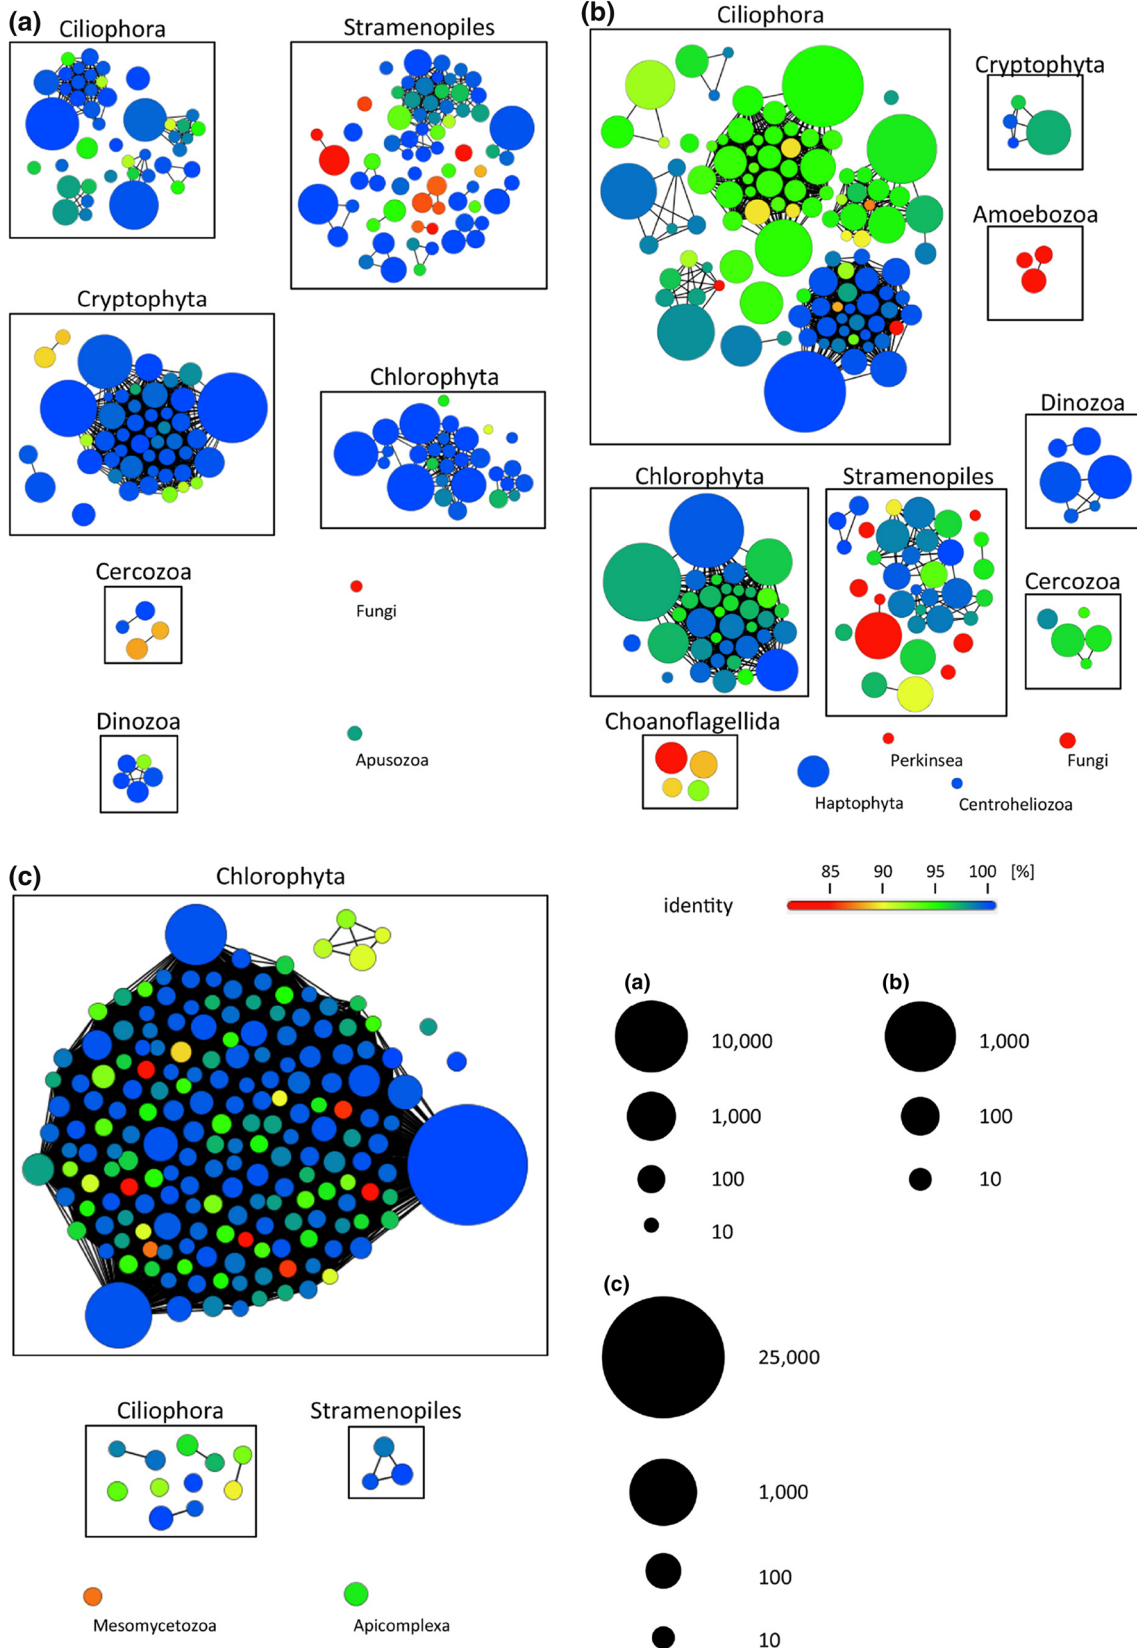 (a)
Ciliophora
Stramenopiles
Cryptophyta
Chlorophyta
Cercozoa
Fungi
Dinozoa
Apusozoa
(b)
Ciliophora
Cryptophyta
Amoebozoa
Dinozoa
Chlorophyta
Stramenopiles
Cercozoa
Choanoflagellida
Perkinsea
Fungi
Haptophyta
Centroheliozoa
(c)
Chlorophyta
Ciliophora
Stramenopiles
Mesomycetozoa
Apicomplexa
85 90 95 100 [%]
identity
(a)
10,000
1,000
100
10
(b)
1,000
100
10
(c)
25,000
1,000
100
10